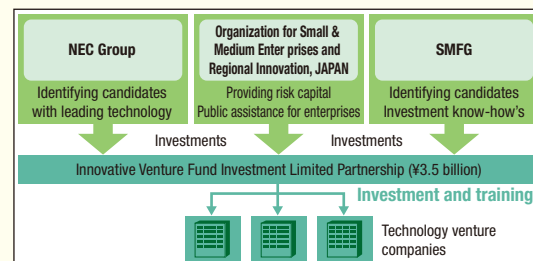 NEC Group
Identifying candidates
with leading technology
Organization for Small &
Medium Enter prises and
Regional Innovation, JAPAN
Providing risk capital
Public assistance for enterprises
SMFG
Identifying candidates
Investment know-how's
Investments
Investments
Innovative Venture Fund Investment Limited Partnership (¥3.5 billion)
Investment and training
Technology venture
companies